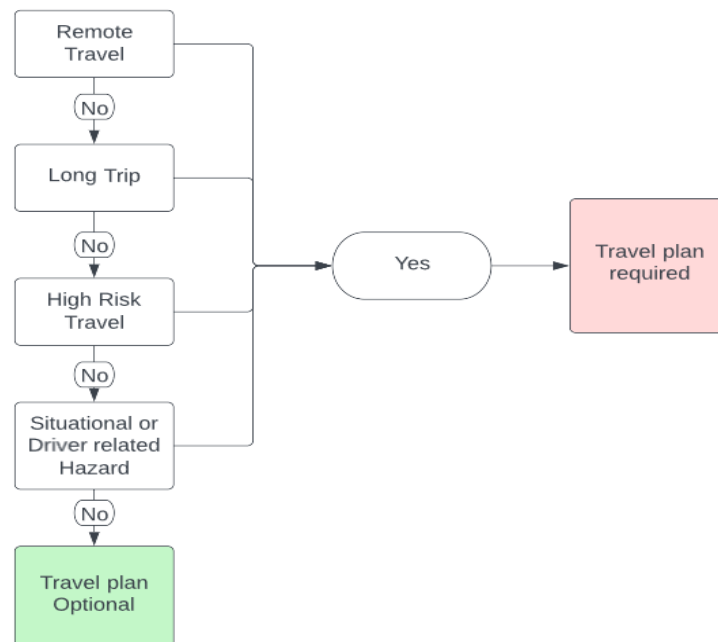 Remote
Travel
No
Long Trip
No
High Risk
Travel
No
Situational or
Driver related
Hazard
No
Travel plan
Optional
Yes
Travel plan
required